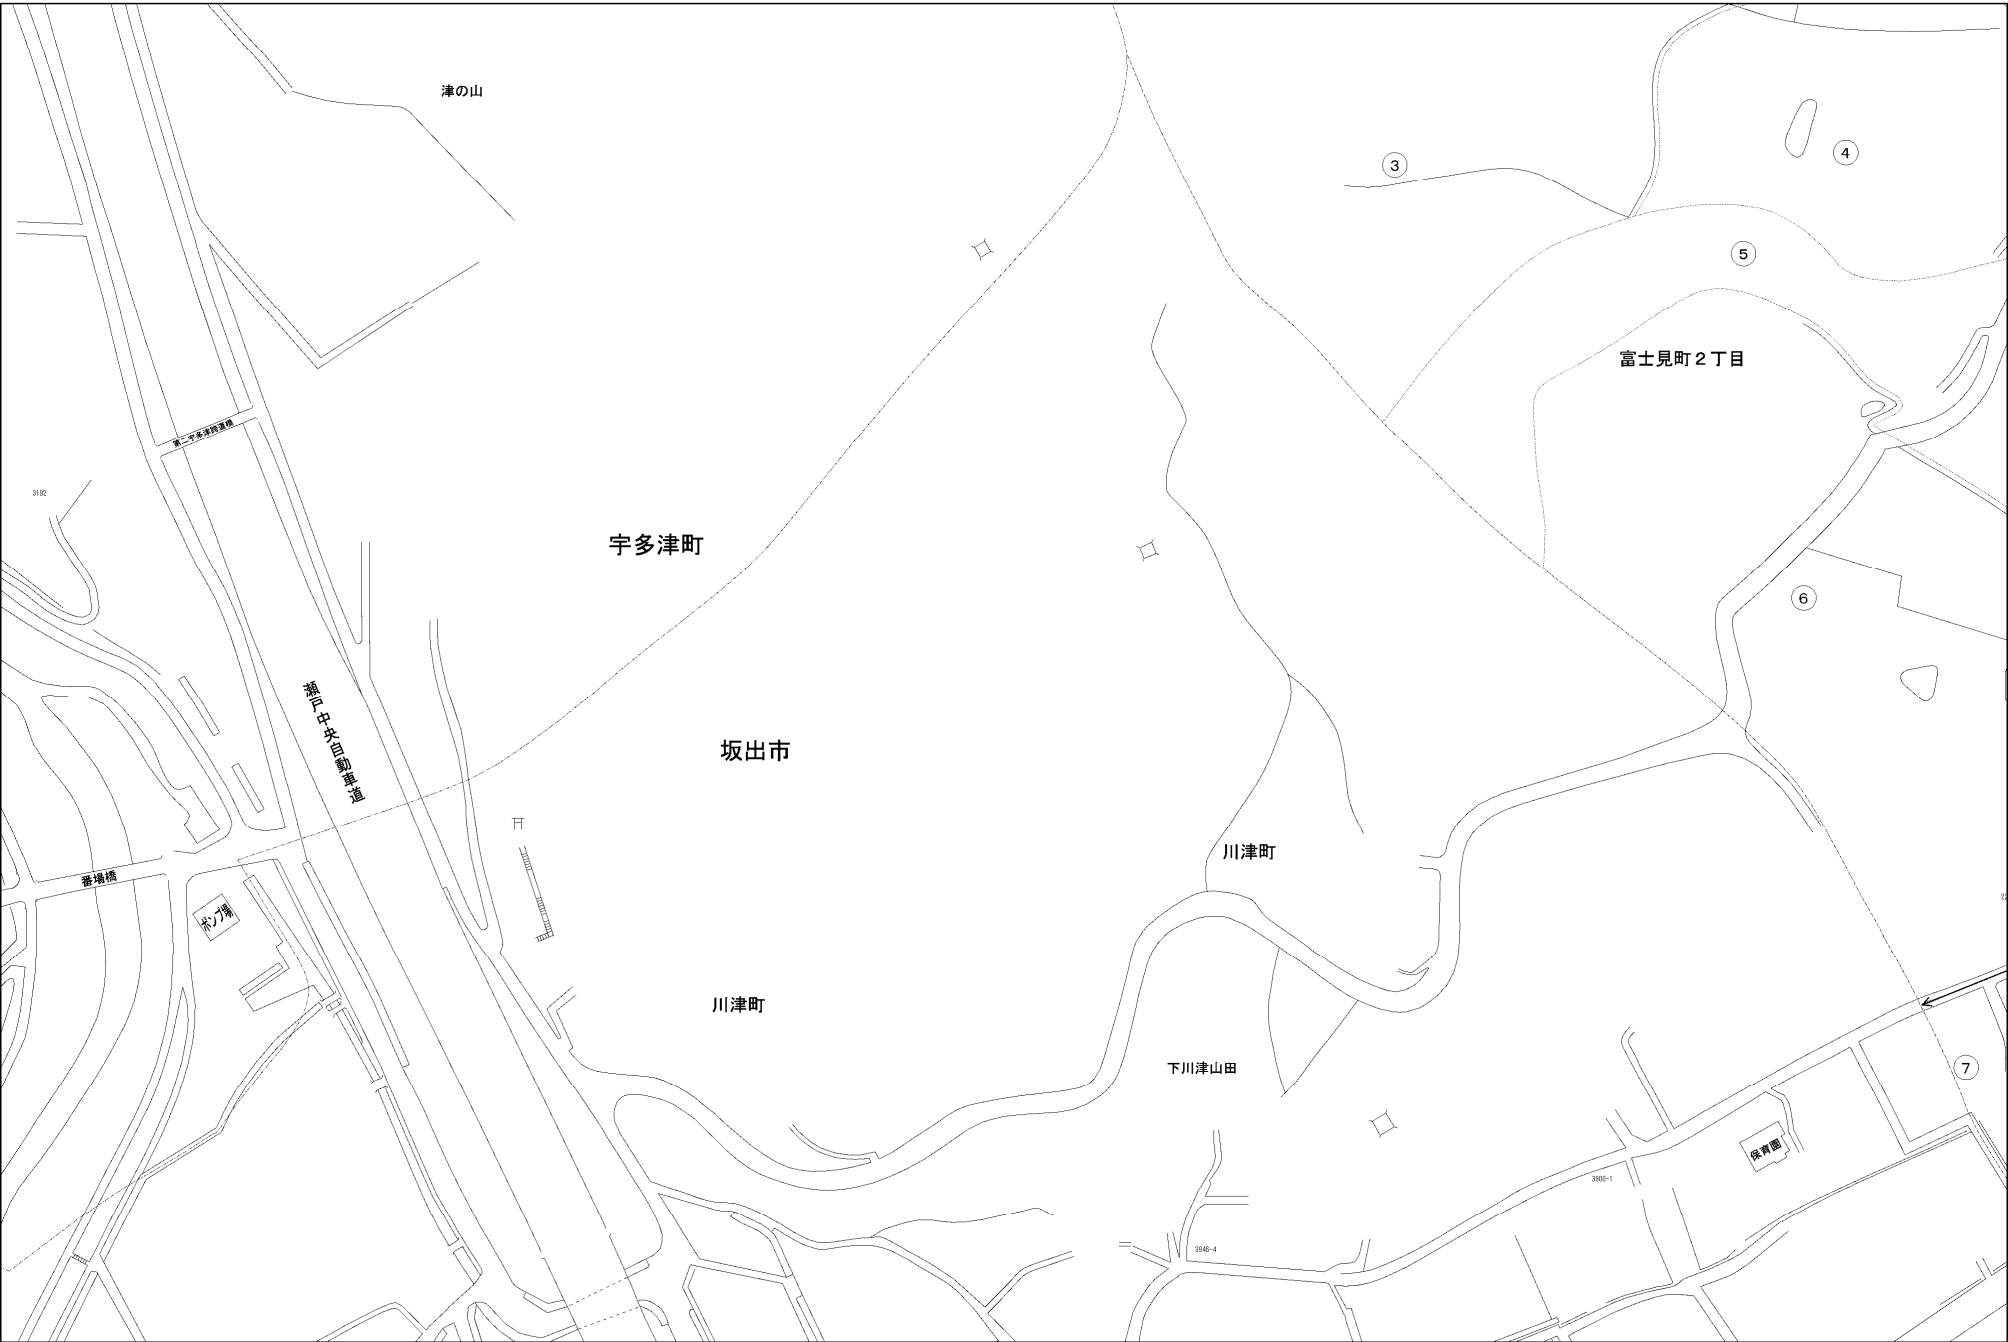 津の山
③
④
⑤
富士見町２丁目
第二宇多津跨道橋
3192
宇多津町
⑥
瀬戸中央自動車道
坂出市
川津町
番場橋
ポンプ場
川津町
下川津山田
⑦
保育園
3900-1
3946-4